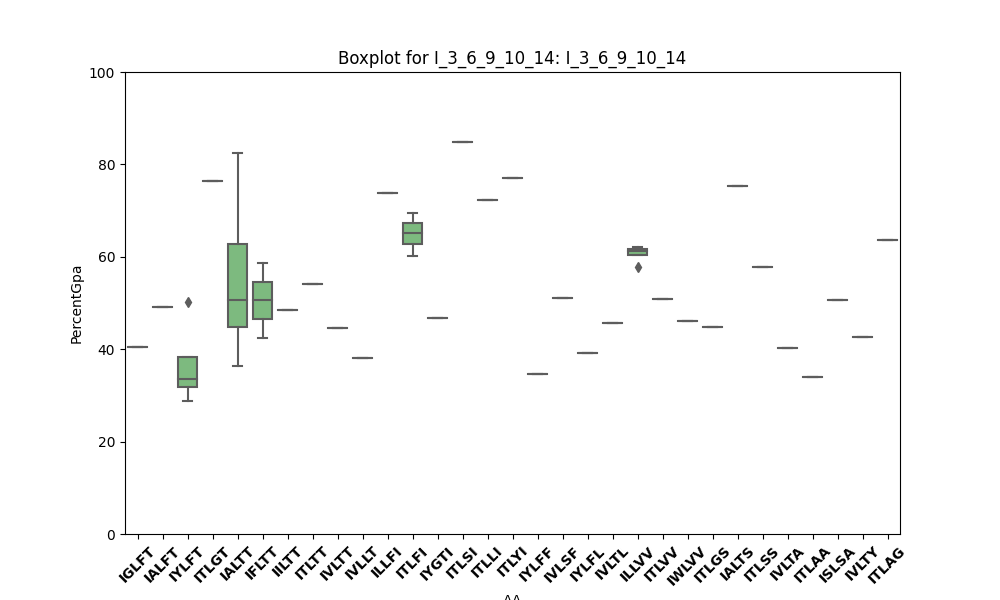 Boxplot for I_3_6_9_10_14: I_3_6_9_10_14
100
80
60
40
20
0
PercentGpa
IGLFT
IALFT
IYLFT
ITLGT
IALTT
IFLTT
IILTT
ITLTT
IVLTT
IVLLT
ILLFI
ITLFI
IYGTI
ITLSI
ITLLI
ITLYI
IYLFF
IVLSF
IYLFL
IVLTL
ILLVV
ITLVV
IWLVV
ITLGS
IALTS
ITLSS
IVLTA
ITLAA
ISLSA
IVLTY
ITLAG
AA